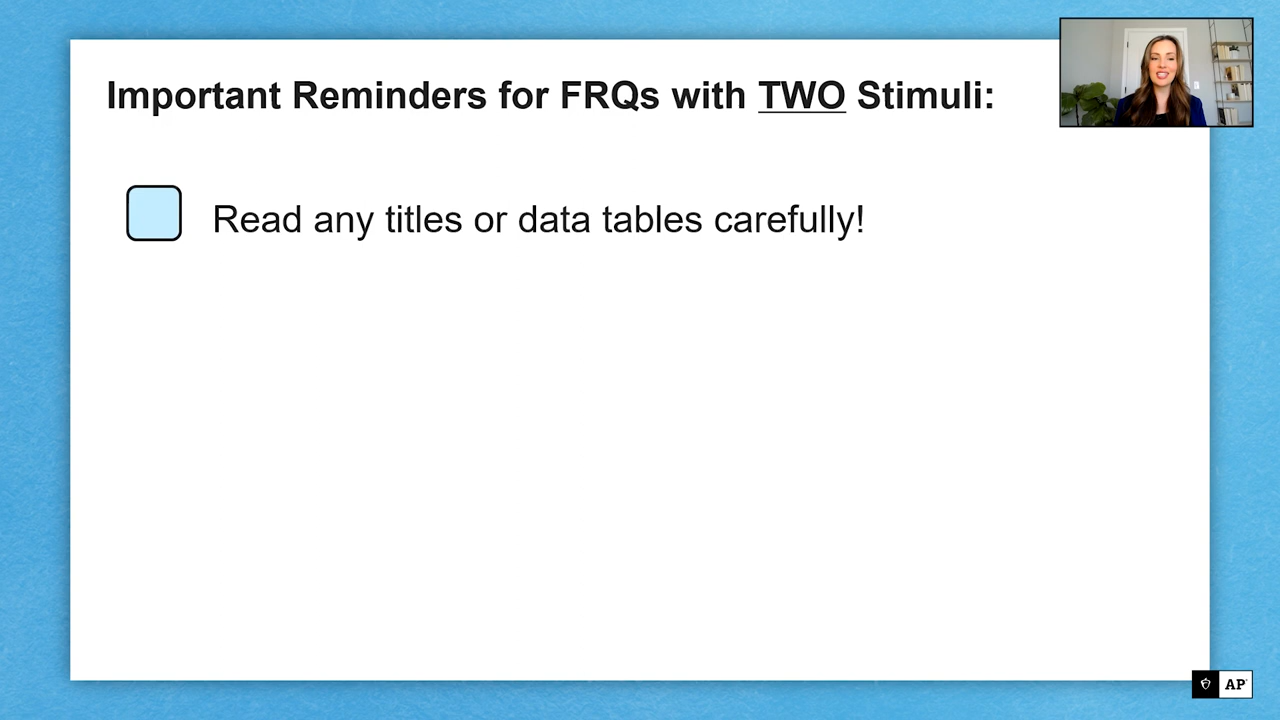 Important Reminders for FRQs with TWO Stimuli:
Read any titles or data tables carefully!
AP